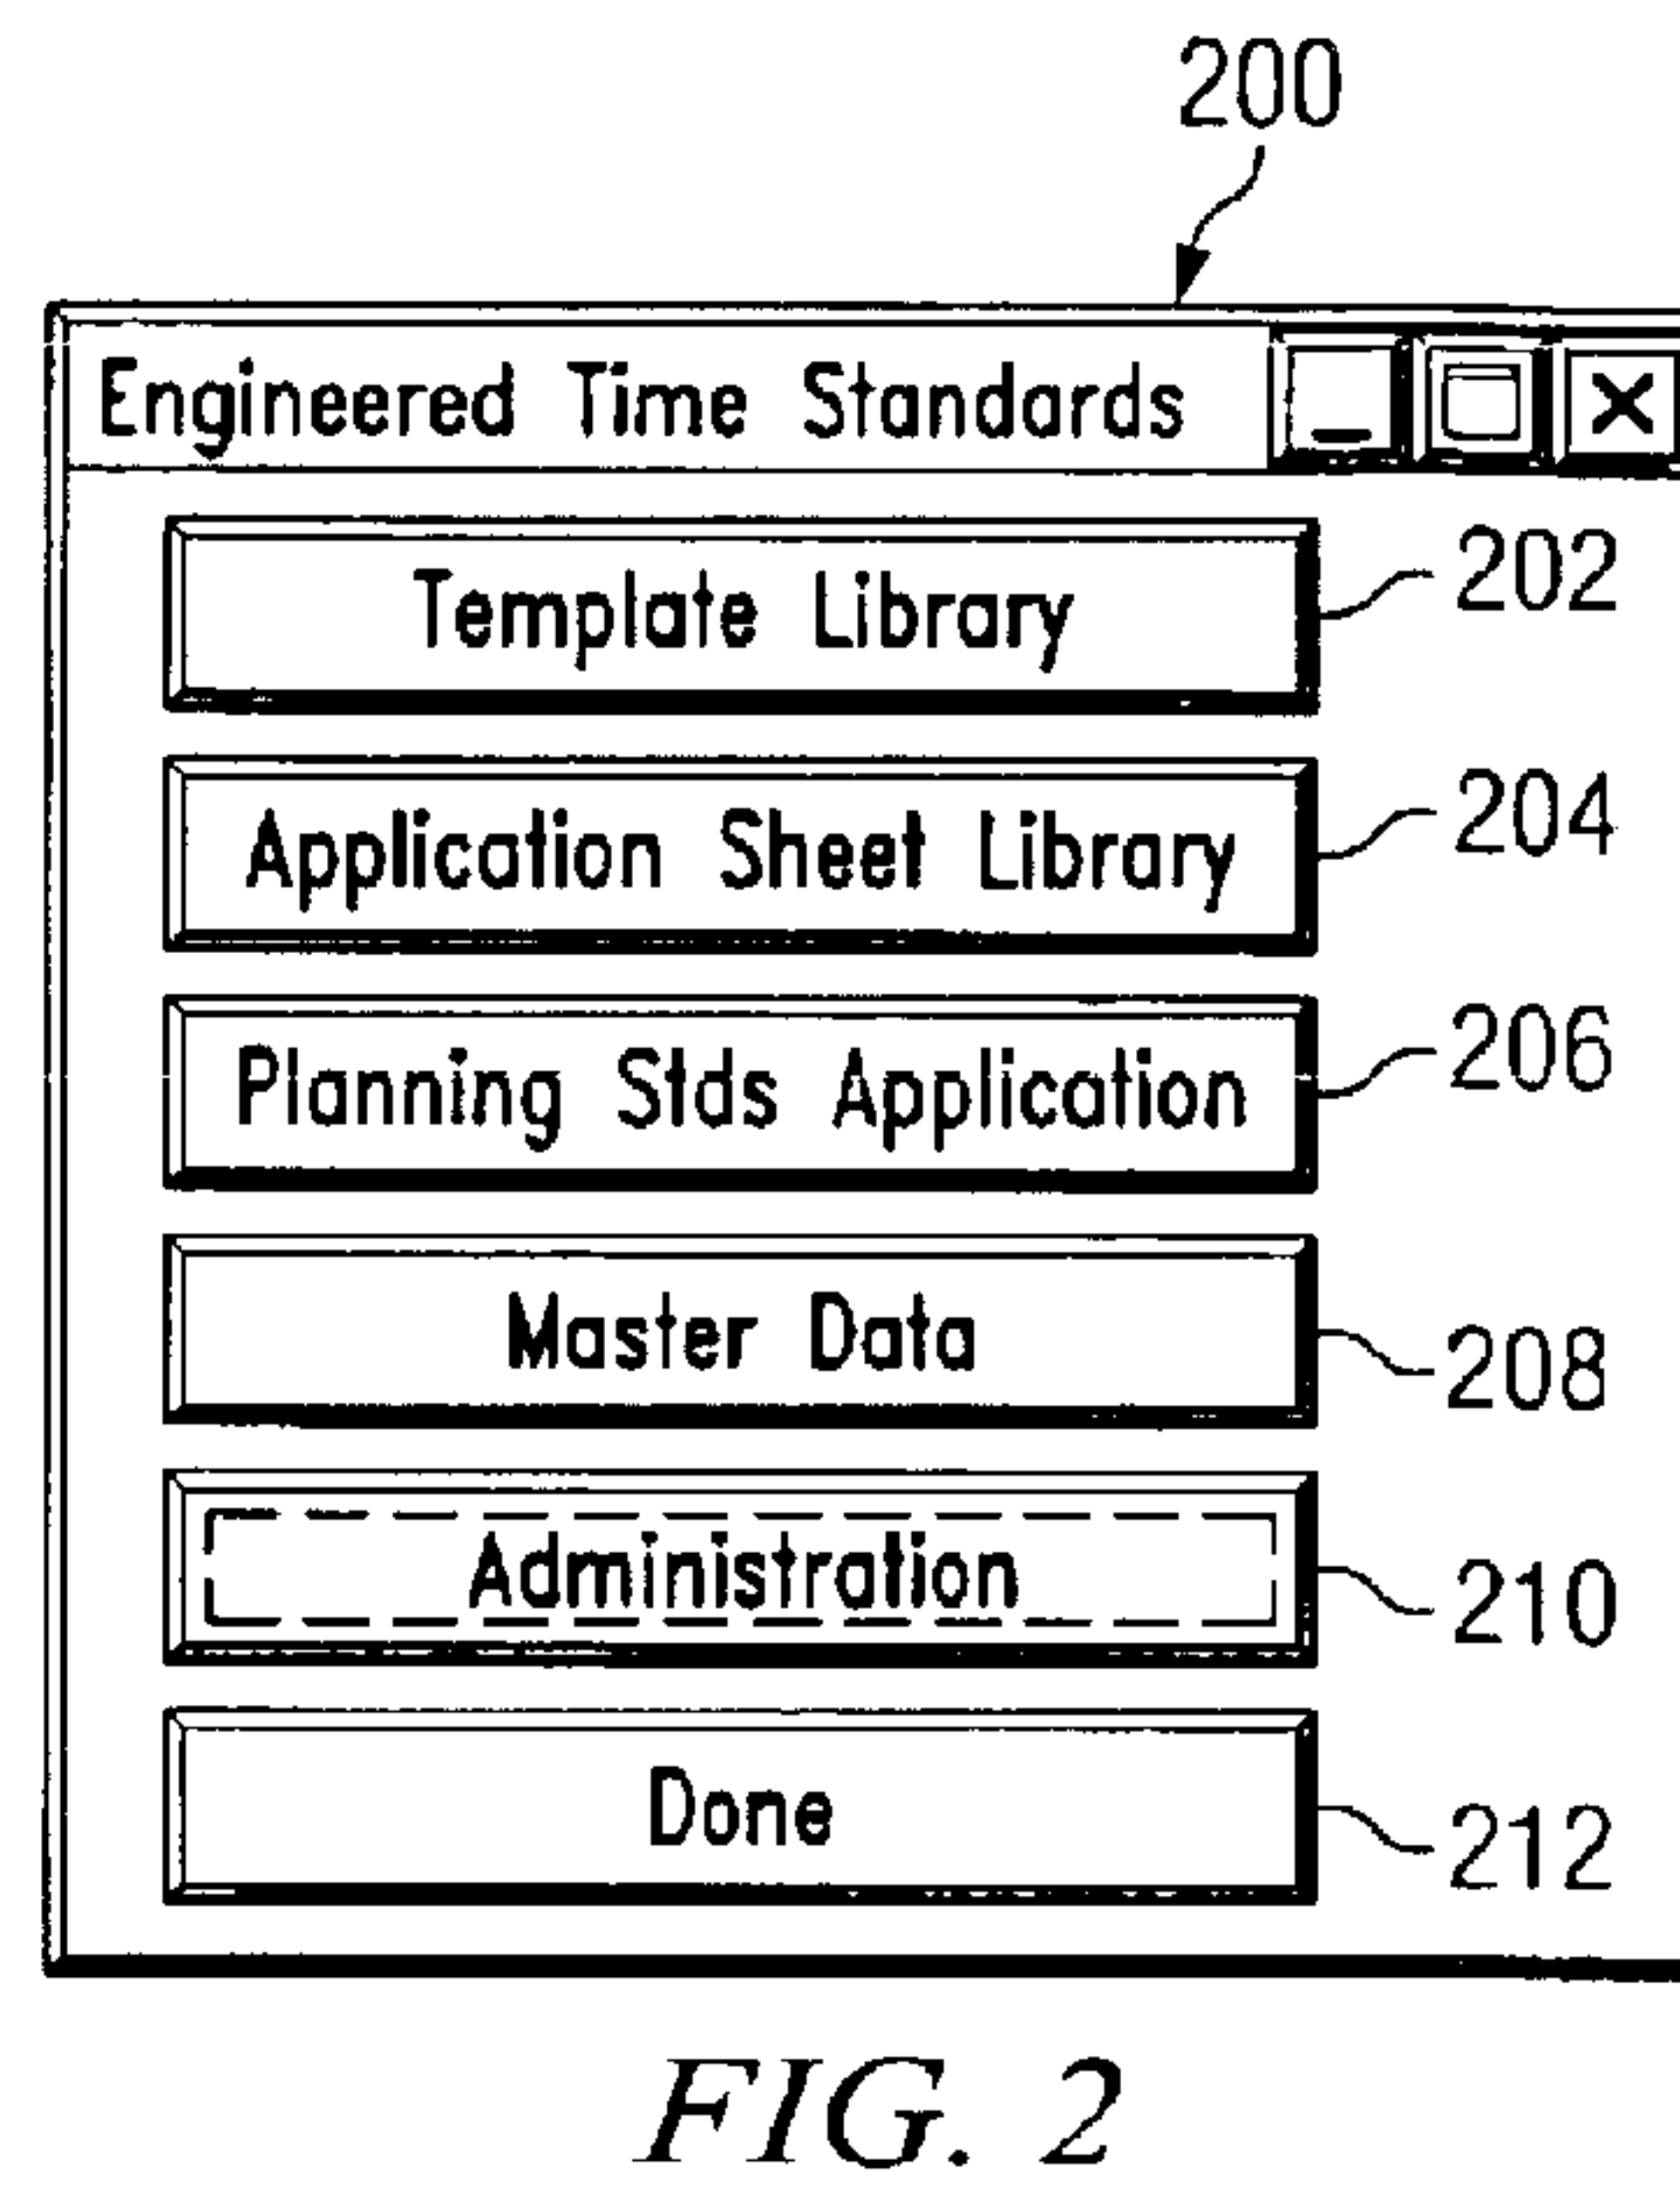 200
Engineered Time Standards
Template Library 202
Application Sheet Library 204
Planning Stds Application 206
Master Data 208
Administration 210
Done 212
FIG. 2